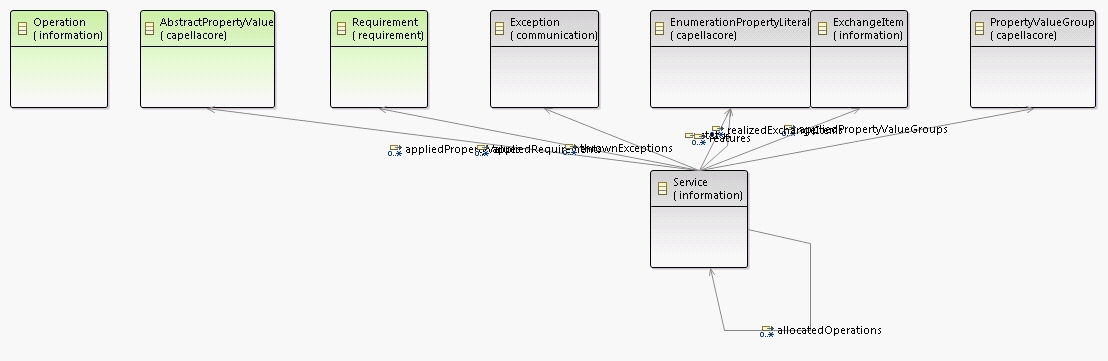 Operation
(information)
AbstractPropertyValue
(capellacore)
Requirement
(requirement)
Exception
(communication)
EnumerationPropertyLiteral
(capellacore)
ExchangeItem
(information)
PropertyValueGroup
(capellacore)
realizedExchangeItems
appliedPropertyValueGroups
status
features
0..*
appliedPropertyValues
0..*
appliedRequirements
0..*
thrownExceptions
0..*
Service
(information)
allocatedOperations
0..*